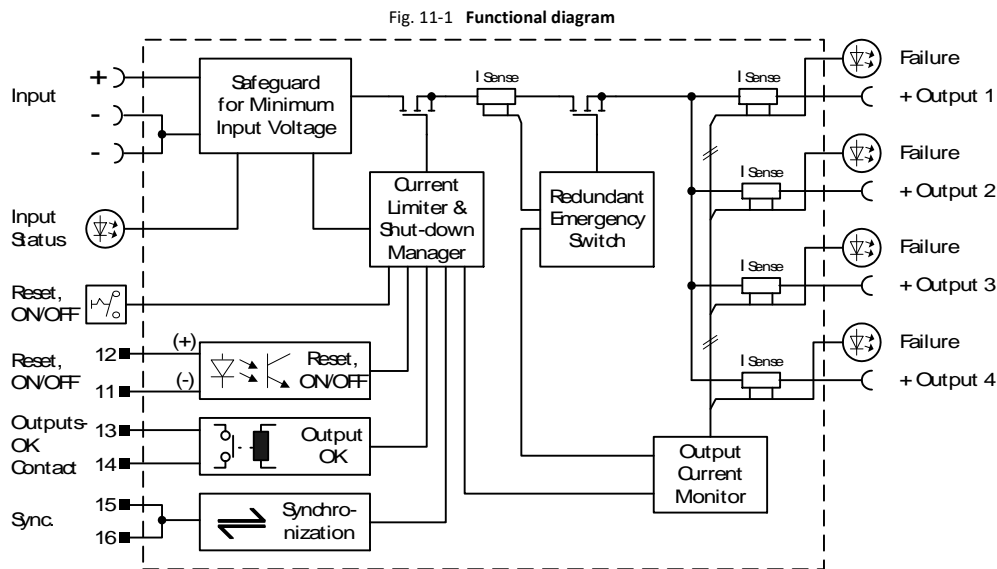 Fig. 11-1 Functional diagram
Input
+
-
-
Safeguard
for Minimum
Input Voltage
I Sense
I Sense
Failure
+ Output 1
Failure
I Sense
+ Output 2
Failure
I Sense
+ Output 3
Failure
I Sense
+ Output 4
Input
Status
Current
Limiter &
Shut-down
Manager
Redundant
Emergency
Switch
Reset,
ON/OFF
Reset,
ON/OFF
12
(+)
11
(-)
Reset,
ON/OFF
Outputs-
OK
Contact
13
14
Output
OK
Output
Current
Monitor
Sync.
15
16
Synchro-
nization